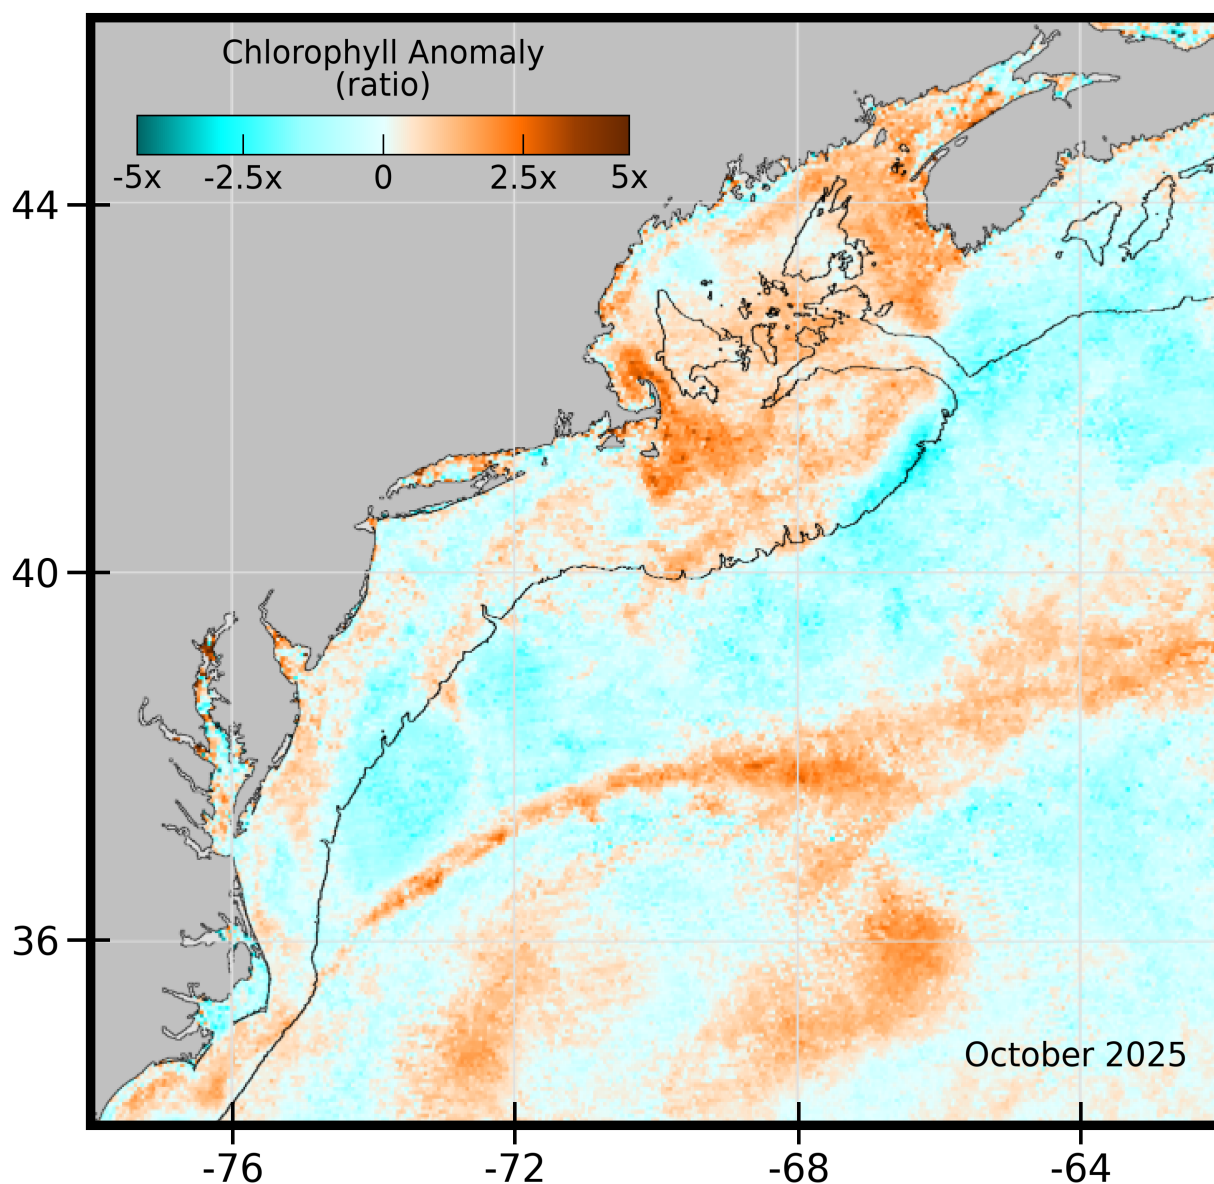 Chlorophyll Anomaly
(ratio)
-5x -2.5x 0 2.5x 5x
44
40
36
October 2025
-76 -72 -68 -64